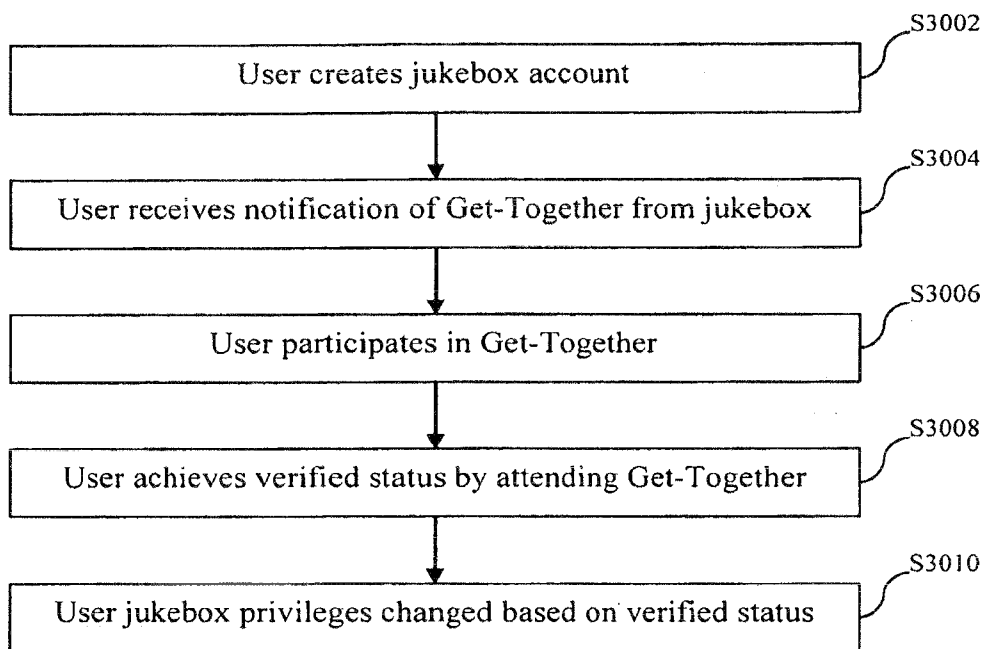 S3002
User creates jukebox account
S3004
User receives notification of Get-Together from jukebox
S3006
User participates in Get-Together
S3008
User achieves verified status by attending Get-Together
S3010
User jukebox privileges changed based on verified status